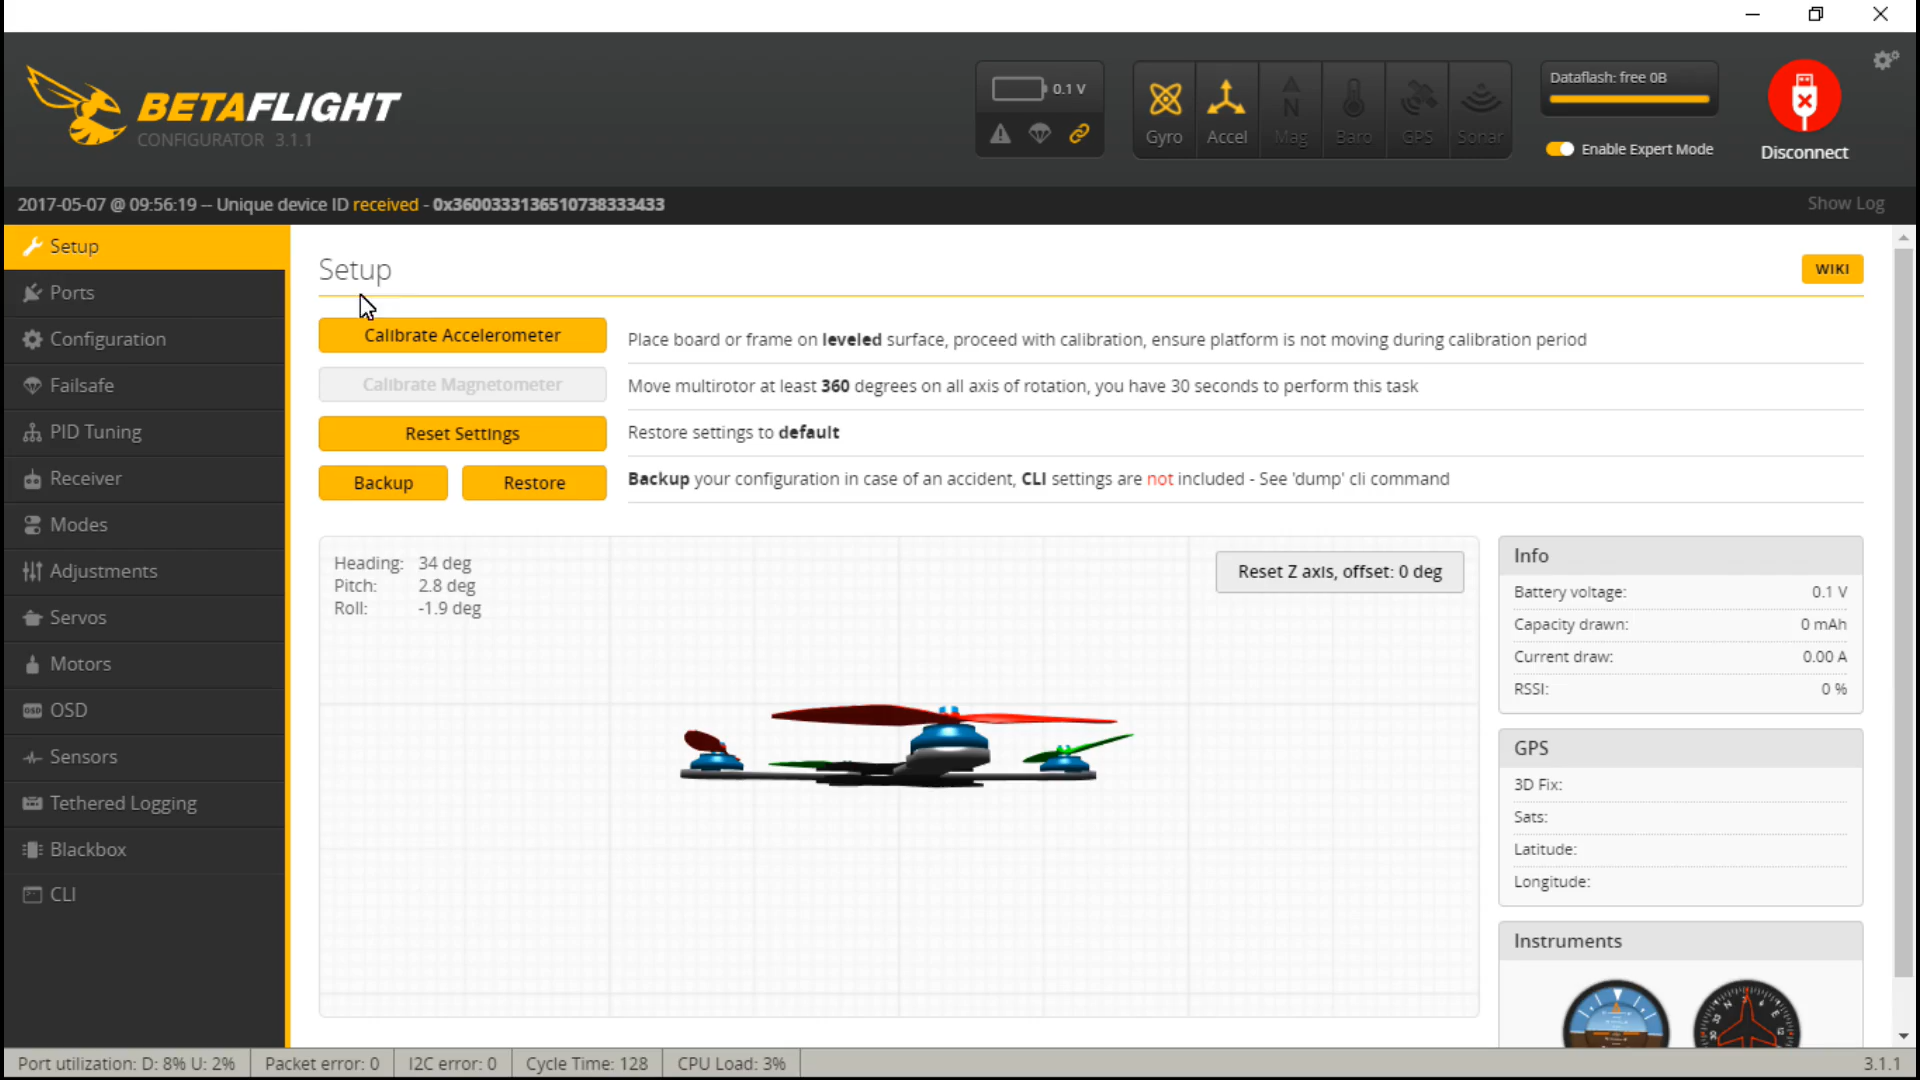 BETAFLIGHT
CONFIGURATOR 3.1.1
0.1 V
Gyro
Accel
Mag
Baro
GPS
Sonar
Dataflash: free 0B
Enable Expert Mode
Disconnect
2017-05-07 @ 09:56:19 -- Unique device ID received - 0x3600333136510738333433
Show Log
Setup
Ports
Configuration
Failsafe
PID Tuning
Receiver
Modes
Adjustments
Servos
Motors
OSD
Sensors
Tethered Logging
Blackbox
CLI
Setup
WIKI
Calibrate Accelerometer
Place board or frame on leveled surface, proceed with calibration, ensure platform is not moving during calibration period
Calibrate Magnetometer
Move multirotor at least 360 degrees on all axis of rotation, you have 30 seconds to perform this task
Reset Settings
Restore settings to default
Backup
Restore
Backup your configuration in case of an accident, CLI settings are not included - See 'dump' cli command
Heading: 34 deg
Pitch: 2.8 deg
Roll: -1.9 deg
Reset Z axis, offset: 0 deg
Info
Battery voltage: 0.1 V
Capacity drawn: 0 mAh
Current draw: 0.00 A
RSSI: 0 %
GPS
3D Fix:
Sats:
Latitude:
Longitude:
Instruments
Port utilization: D: 8% U: 2%
Packet error: 0
I2C error: 0
Cycle Time: 128
CPU Load: 3%
3.1.1